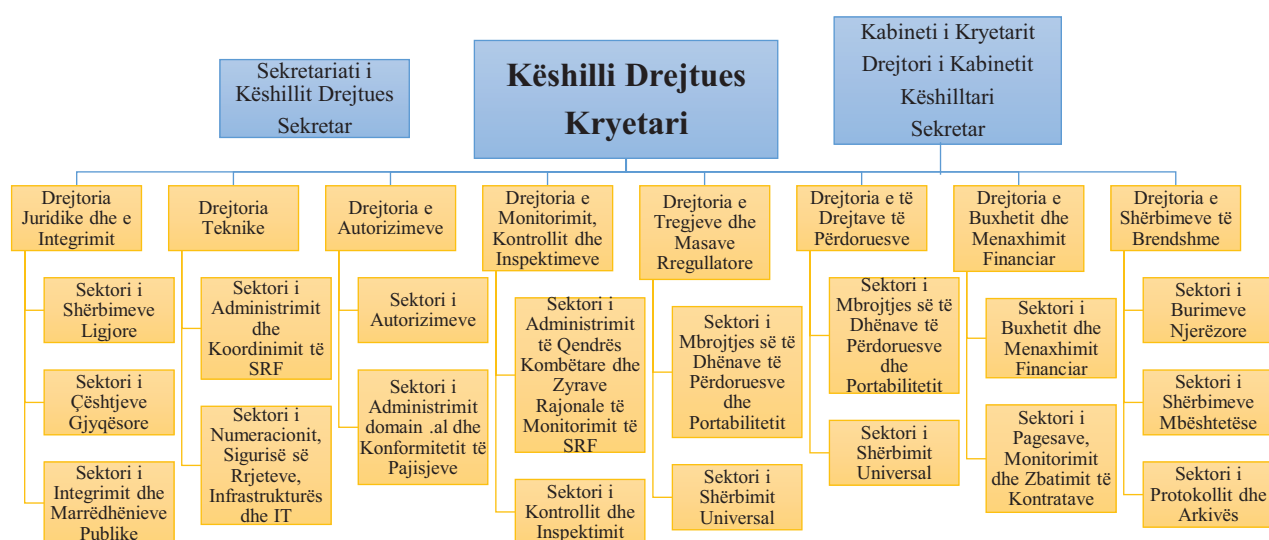 Sekretariati i
Këshillit Drejtues
Sekretar
Këshilli Drejtues
Kryetari
Kabineti i Kryetarit
Drejtori i Kabinetit
Këshilltari
Sekretar
Drejtoria
Juridike dhe e
Integrimit
Sektori i
Shërbimeve
Ligjore
Sektori i
Çështjeve
Gjyqësore
Sektori i
Integrimit dhe
Marrëdhënieve
Publike
Drejtoria
Teknike
Sektori i
Administrimit
dhe
Koordinimit të
SRF
Sektori i
Numeracionit,
Sigurisë së
Rrjeteve,
Infrastrukturës
dhe IT
Drejtoria e
Autorizimeve
Sektori i
Autorizimeve
Sektori i
Administrimit
domain .al dhe
Konformitetit të
Pajisjeve
Drejtoria e
Monitorimit,
Kontrollit dhe
Inspektimeve
Sektori i
Administrimit
të Qendrës
Kombëtare dhe
Zyrave
Rajonale të
Monitorimit të
SRF
Sektori i
Kontrollit dhe
Inspektimit
Drejtoria e
Tregjeve dhe
Masave
Rregullatore
Sektori i
Mbrojtjes së të
Dhënave të
Përdoruesve
dhe
Portabilitetit
Sektori i
Shërbimit
Universal
Drejtoria e të
Drejtave të
Përdoruesve
Sektori i
Mbrojtjes së të
Dhënave të
Përdoruesve
dhe
Portabilitetit
Sektori i
Shërbimit
Universal
Drejtoria e
Buxhetit dhe
Menaxhimit
Financiar
Sektori i
Buxhetit dhe
Menaxhimit
Financiar
Sektori i
Pagesave,
Monitorimit
dhe Zbatimit të
Kontratave
Drejtoria e
Shërbimeve të
Brendshme
Sektori i
Burimeve
Njerëzore
Sektori i
Shërbimeve
Mbështetëse
Sektori i
Protokollit dhe
Arkivës